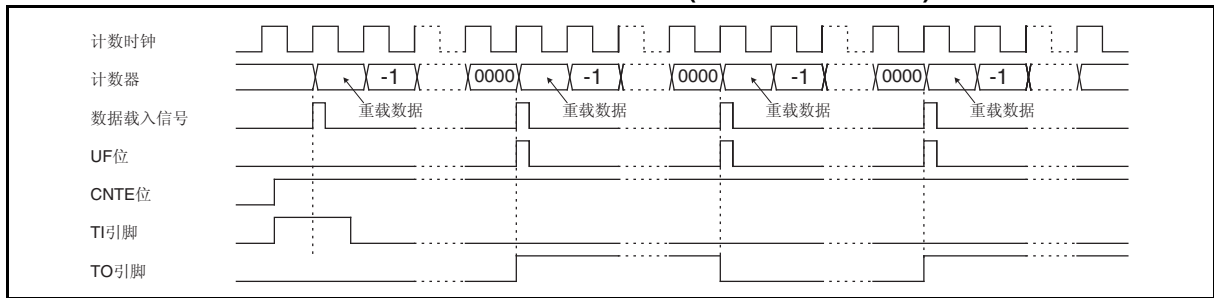 计数时钟
计数器 -1 0000 -1 0000 -1 0000 -1
重载数据 重载数据 重载数据 重载数据
数据载入信号
UF位
CNTE位
TI引脚
TO引脚